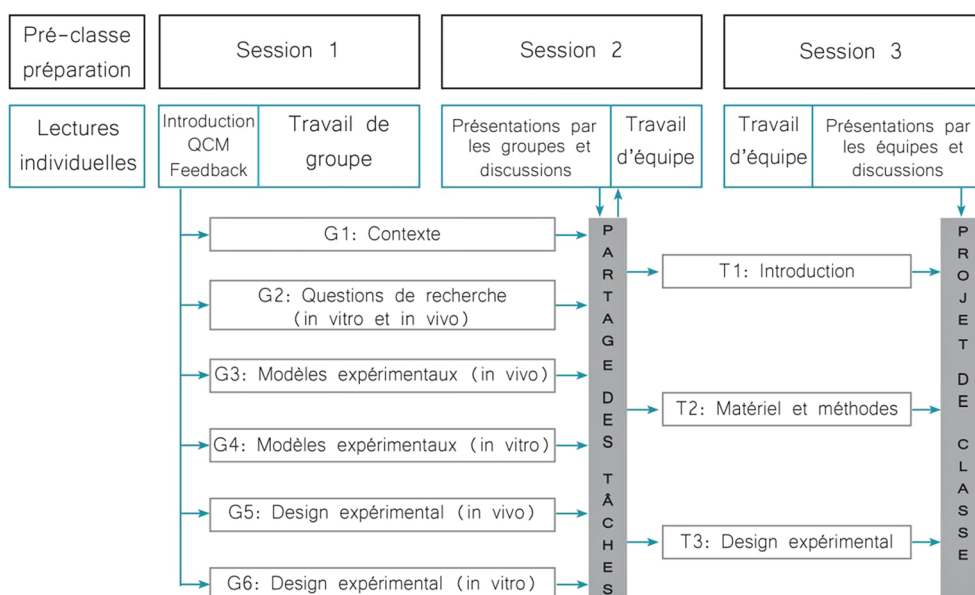 Pré-classe
préparation
Session 1
Session 2
Session 3
Lectures
individuelles
Introduction
QCM
Feedback
Travail de
groupe
Présentations par
les groupes et
discussions
Travail
d'équipe
Travail
d'équipe
Présentations par
les équipes et
discussions
G1: Contexte
G2: Questions de recherche
(in vitro et in vivo)
G3: Modèles expérimentaux (in vivo)
G4: Modèles expérimentaux (in vitro)
G5: Design expérimental (in vivo)
G6: Design expérimental (in vitro)
PARTAGE DES TÂCHES
T1: Introduction
T2: Matériel et méthodes
T3: Design expérimental
PROJET DE CLASSE